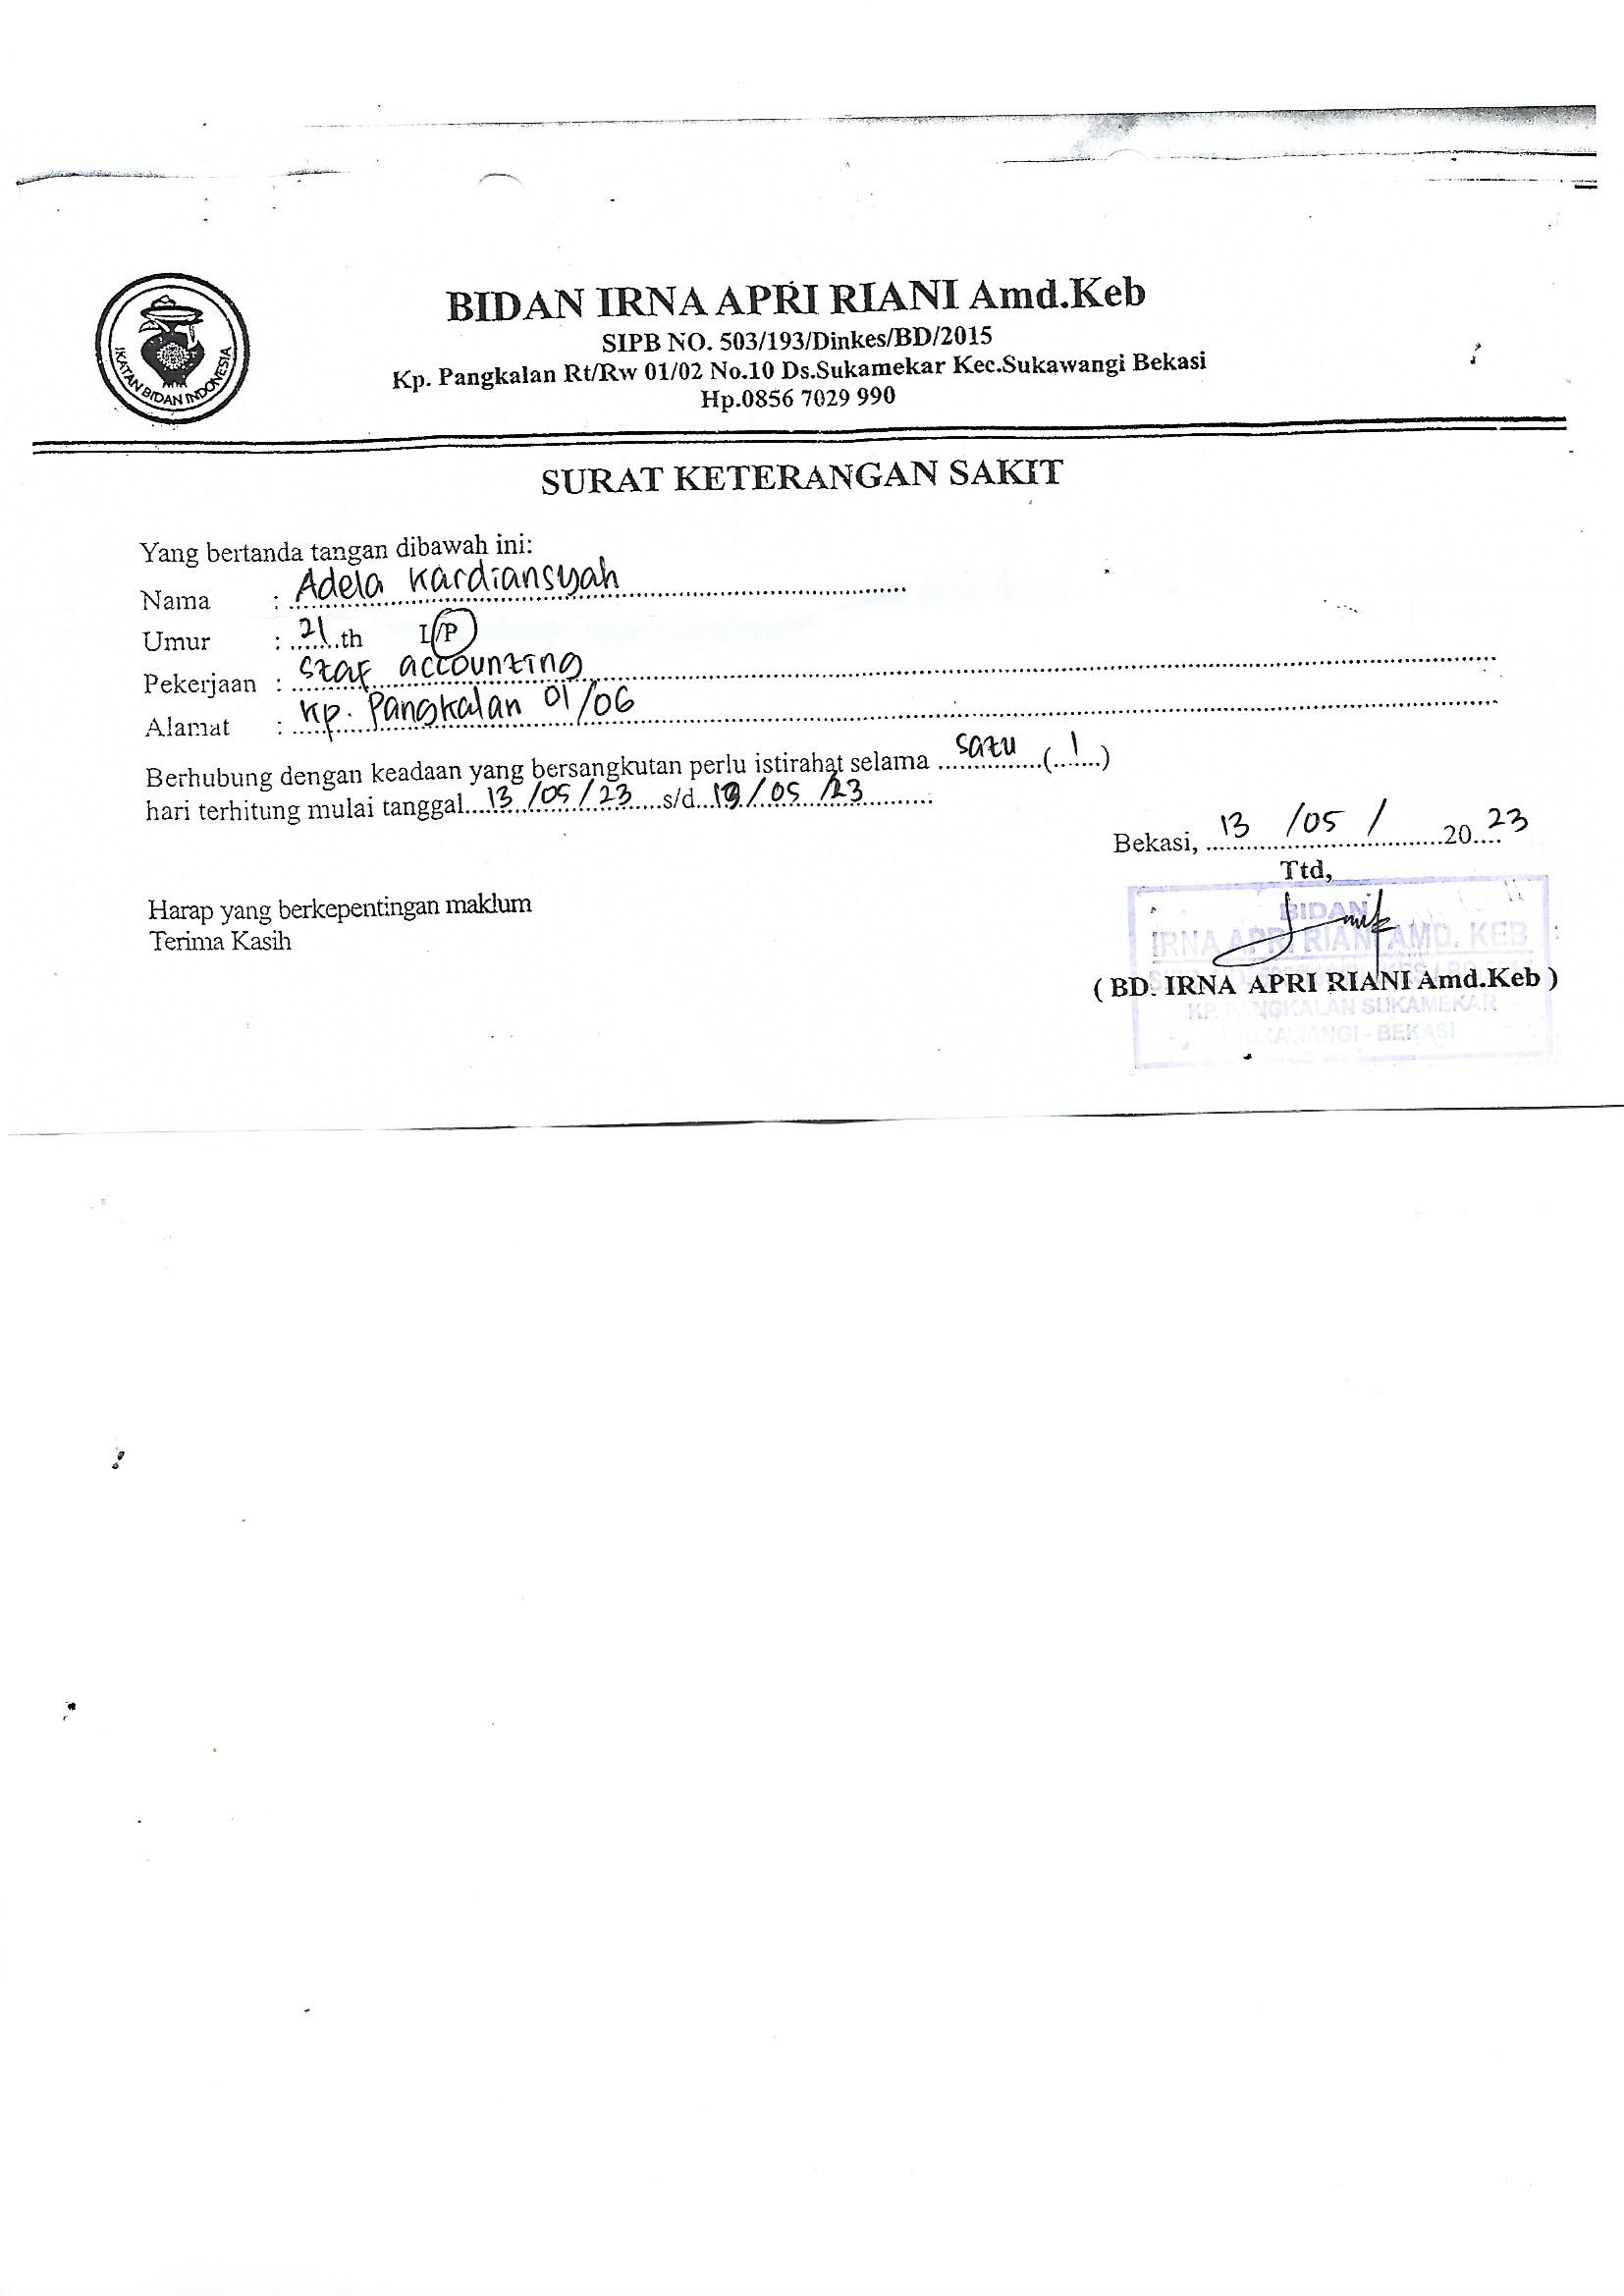 IKATAN BIDAN INDONESIA
BIDAN IRNA APRI RIANI Amd.Keb
SIPB NO. 503/193/Dinkes/BD/2015
Kp. Pangkalan Rt/Rw 01/02 No.10 Ds.Sukamekar Kec.Sukawangi Bekasi
Hp.0856 7029 990
SURAT KETERANGAN SAKIT
Yang bertanda tangan dibawah ini:
Nama : Adela Kardiansyah
Umur : 21 th L/P
Pekerjaan : Staf accounting
Alamat : Kp. Pangkalan 01/06
Berhubung dengan keadaan yang bersangkutan perlu istirahat selama satu (1)
hari terhitung mulai tanggal 13/05/23 s/d 13/05/23
Bekasi, 13/05/ 2023
Ttd,
Harap yang berkepentingan maklum
Terima Kasih
BIDAN
IRNA APRI RIANI AMD. KEB
( BD. IRNA APRI RIANI Amd.Keb )
KP. PANGKALAN SUKAMEKAR
SUKAWANGI - BEKASI